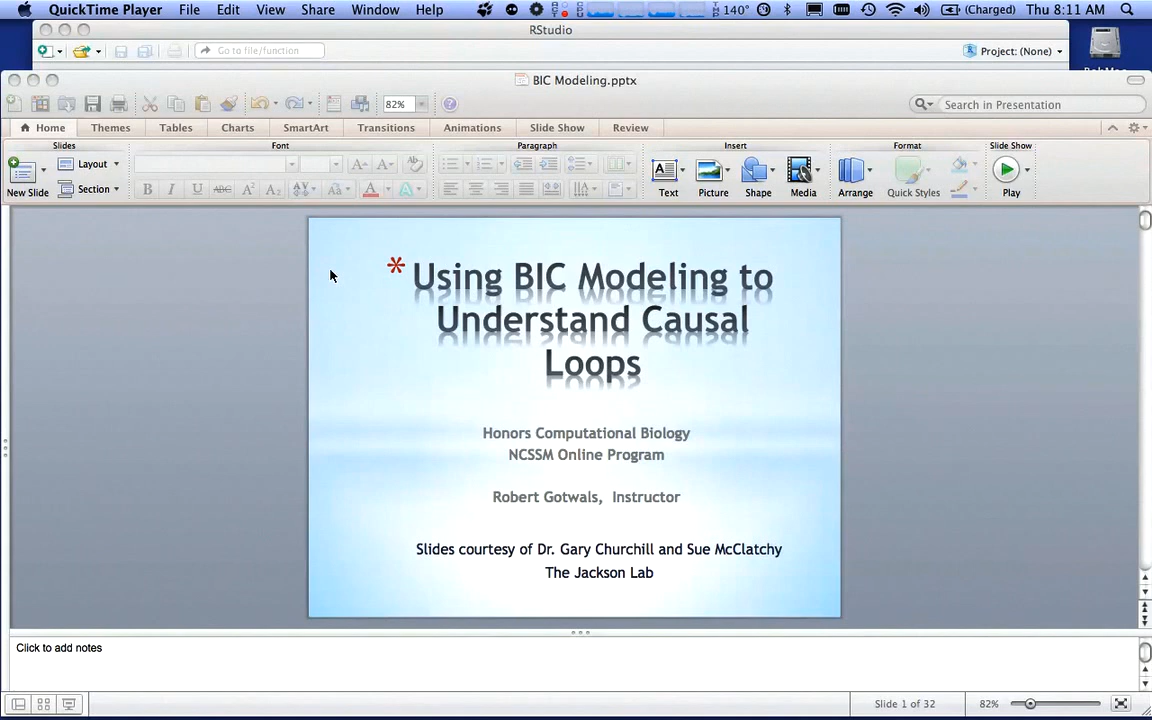 QuickTime Player File Edit View Share Window Help 140° (Charged) Thu 8:11 AM
RStudio
Go to file/function Project: (None)
BIC Modeling.pptx
82% Search in Presentation
Home Themes Tables Charts SmartArt Transitions Animations Slide Show Review
Slides Font Paragraph Insert Format Slide Show
Layout
New Slide Section B I U ABC A² A₂ Text Picture Shape Media Arrange Quick Styles Play
* Using BIC Modeling to
Understand Causal
Loops
Honors Computational Biology
NCSSM Online Program
Robert Gotwals, Instructor
Slides courtesy of Dr. Gary Churchill and Sue McClatchy
The Jackson Lab
Click to add notes
Slide 1 of 32 82%